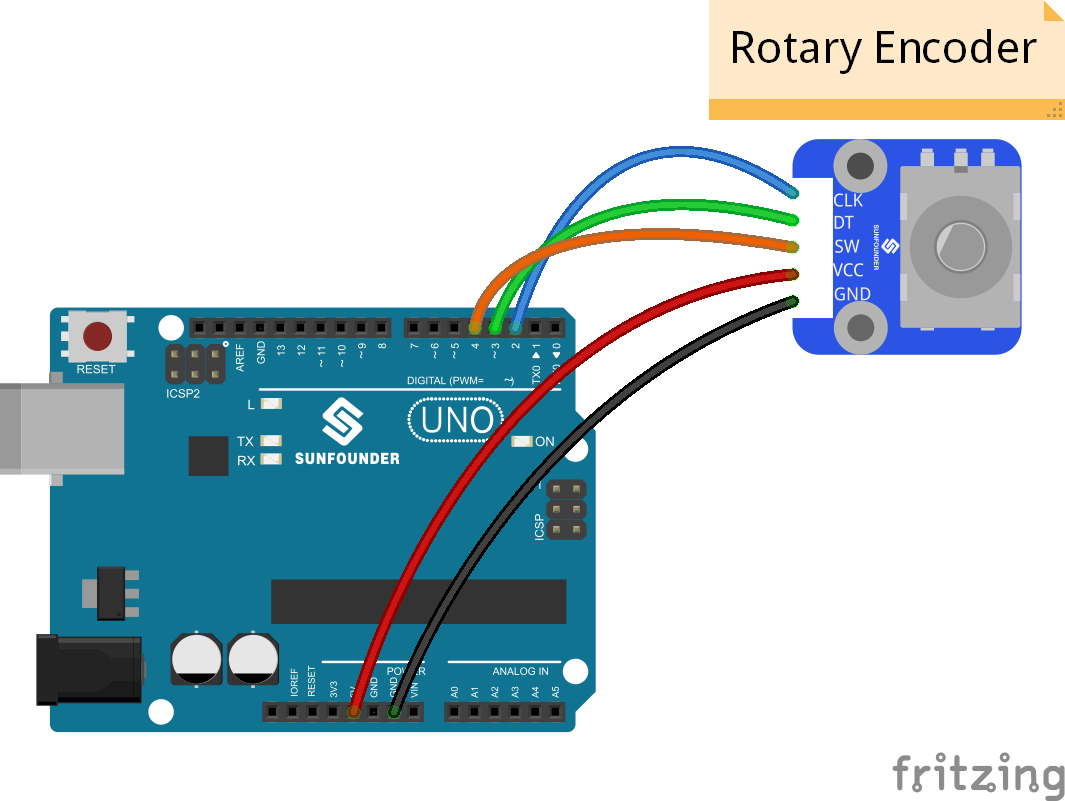 Rotary Encoder
CLK
DT
SW
VCC
GND
SUNFOUNDER
RESET
ICSP2
AREF
GND
13
12
~11
~10
~9
8
7
~6
~5
4
~3
2
TX0 ▶ 1
◀ 0
DIGITAL (PWM= ~)
L
TX
RX
SUNFOUNDER
UNO
ON
ICSP
IOREF
RESET
3V3
GND
GND
VIN
POWER
ANALOG IN
A0
A1
A2
A3
A4
A5
fritzing